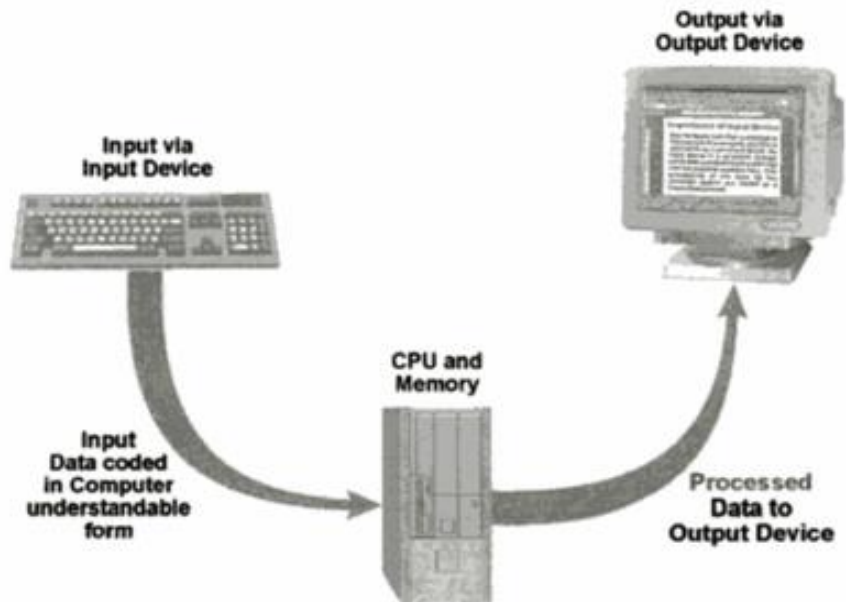 Output via
Output Device
Input via
Input Device
CPU and
Memory
Input
Data coded
in Computer
understandable
form
Processed
Data to
Output Device